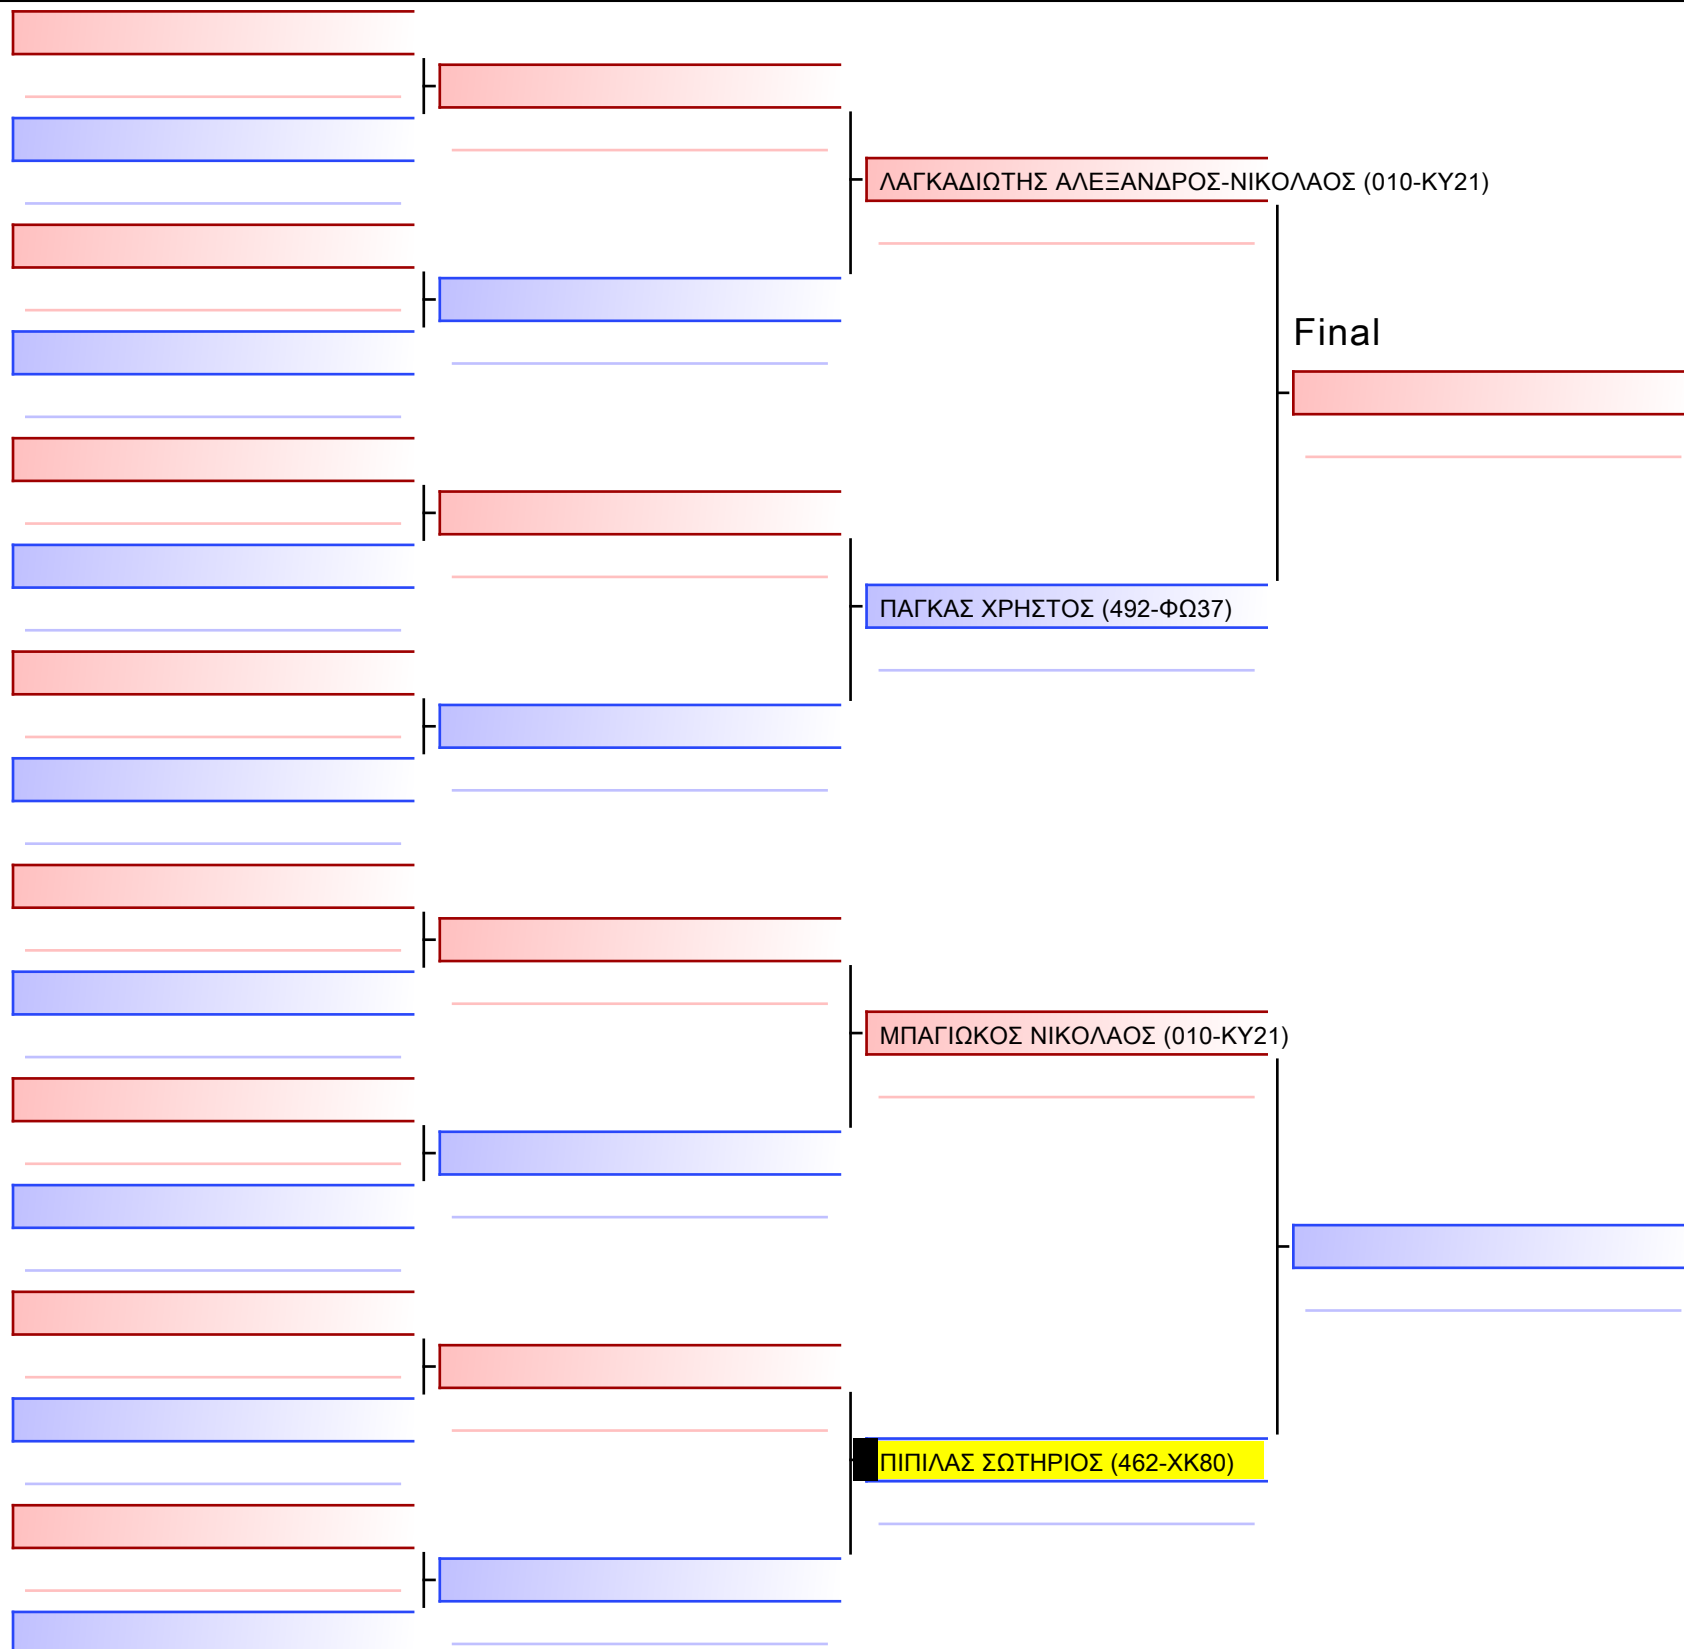 ΛΑΓΚΑΔΙΩΤΗΣ ΑΛΕΞΑΝΔΡΟΣ-ΝΙΚΟΛΑΟΣ (010-ΚΥ21)
Final
ΠΑΓΚΑΣ ΧΡΗΣΤΟΣ (492-ΦΩ37)
ΜΠΑΓΙΩΚΟΣ ΝΙΚΟΛΑΟΣ (010-ΚΥ21)
ΠΙΠΙΛΑΣ ΣΩΤΗΡΙΟΣ (462-ΧΚ80)